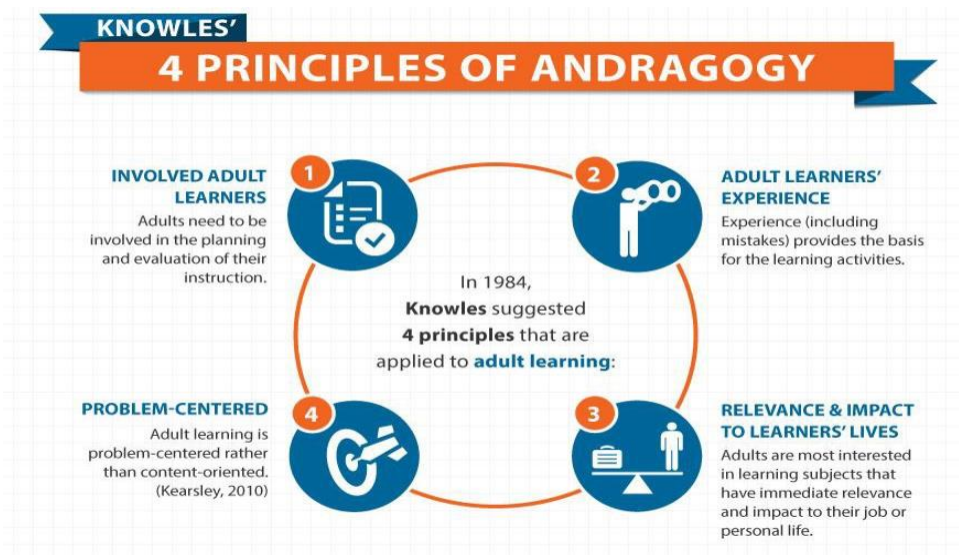 KNOWLES’
4 PRINCIPLES OF ANDRAGOGY
1
INVOLVED ADULT
LEARNERS
Adults need to be
involved in the planning
and evaluation of their
instruction.
2
ADULT LEARNERS’
EXPERIENCE
Experience (including
mistakes) provides the basis
for the learning activities.
In 1984,
Knowles suggested
4 principles that are
applied to adult learning:
3
RELEVANCE & IMPACT
TO LEARNERS’ LIVES
Adults are most interested
in learning subjects that
have immediate relevance
and impact to their job or
personal life.
4
PROBLEM-CENTERED
Adult learning is
problem-centered rather
than content-oriented.
(Kearsley, 2010)